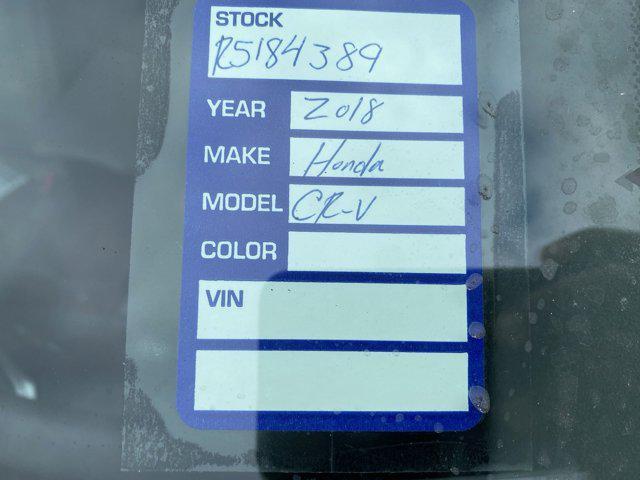 STOCK
R5184389
YEAR 2018
MAKE Honda
MODEL CR-V
COLOR
VIN